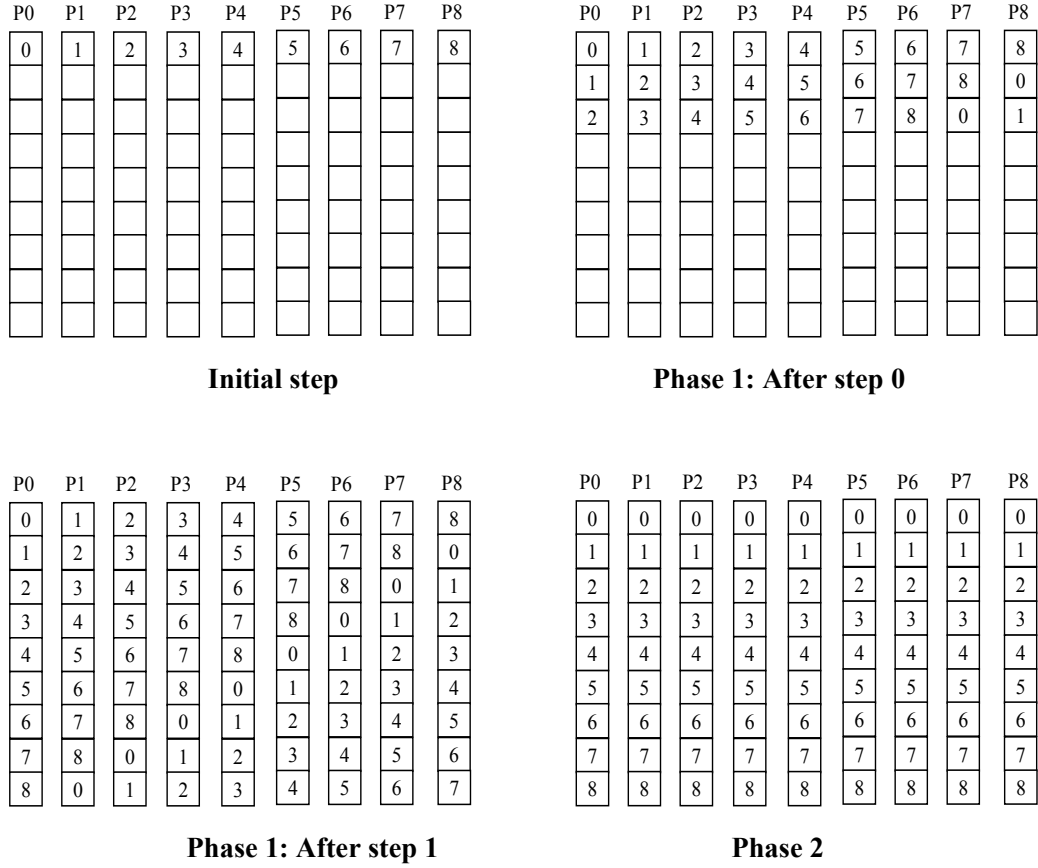 P0 P1 P2 P3 P4 P5 P6 P7 P8
0 1 2 3 4 5 6 7 8
Initial step
P0 P1 P2 P3 P4 P5 P6 P7 P8
0 1 2 3 4 5 6 7 8
1 2 3 4 5 6 7 8 0
2 3 4 5 6 7 8 0 1
Phase 1: After step 0
P0 P1 P2 P3 P4 P5 P6 P7 P8
0 1 2 3 4 5 6 7 8
1 2 3 4 5 6 7 8 0
2 3 4 5 6 7 8 0 1
3 4 5 6 7 8 0 1 2
4 5 6 7 8 0 1 2 3
5 6 7 8 0 1 2 3 4
6 7 8 0 1 2 3 4 5
7 8 0 1 2 3 4 5 6
8 0 1 2 3 4 5 6 7
Phase 1: After step 1
P0 P1 P2 P3 P4 P5 P6 P7 P8
0 0 0 0 0 0 0 0 0
1 1 1 1 1 1 1 1 1
2 2 2 2 2 2 2 2 2
3 3 3 3 3 3 3 3 3
4 4 4 4 4 4 4 4 4
5 5 5 5 5 5 5 5 5
6 6 6 6 6 6 6 6 6
7 7 7 7 7 7 7 7 7
8 8 8 8 8 8 8 8 8
Phase 2